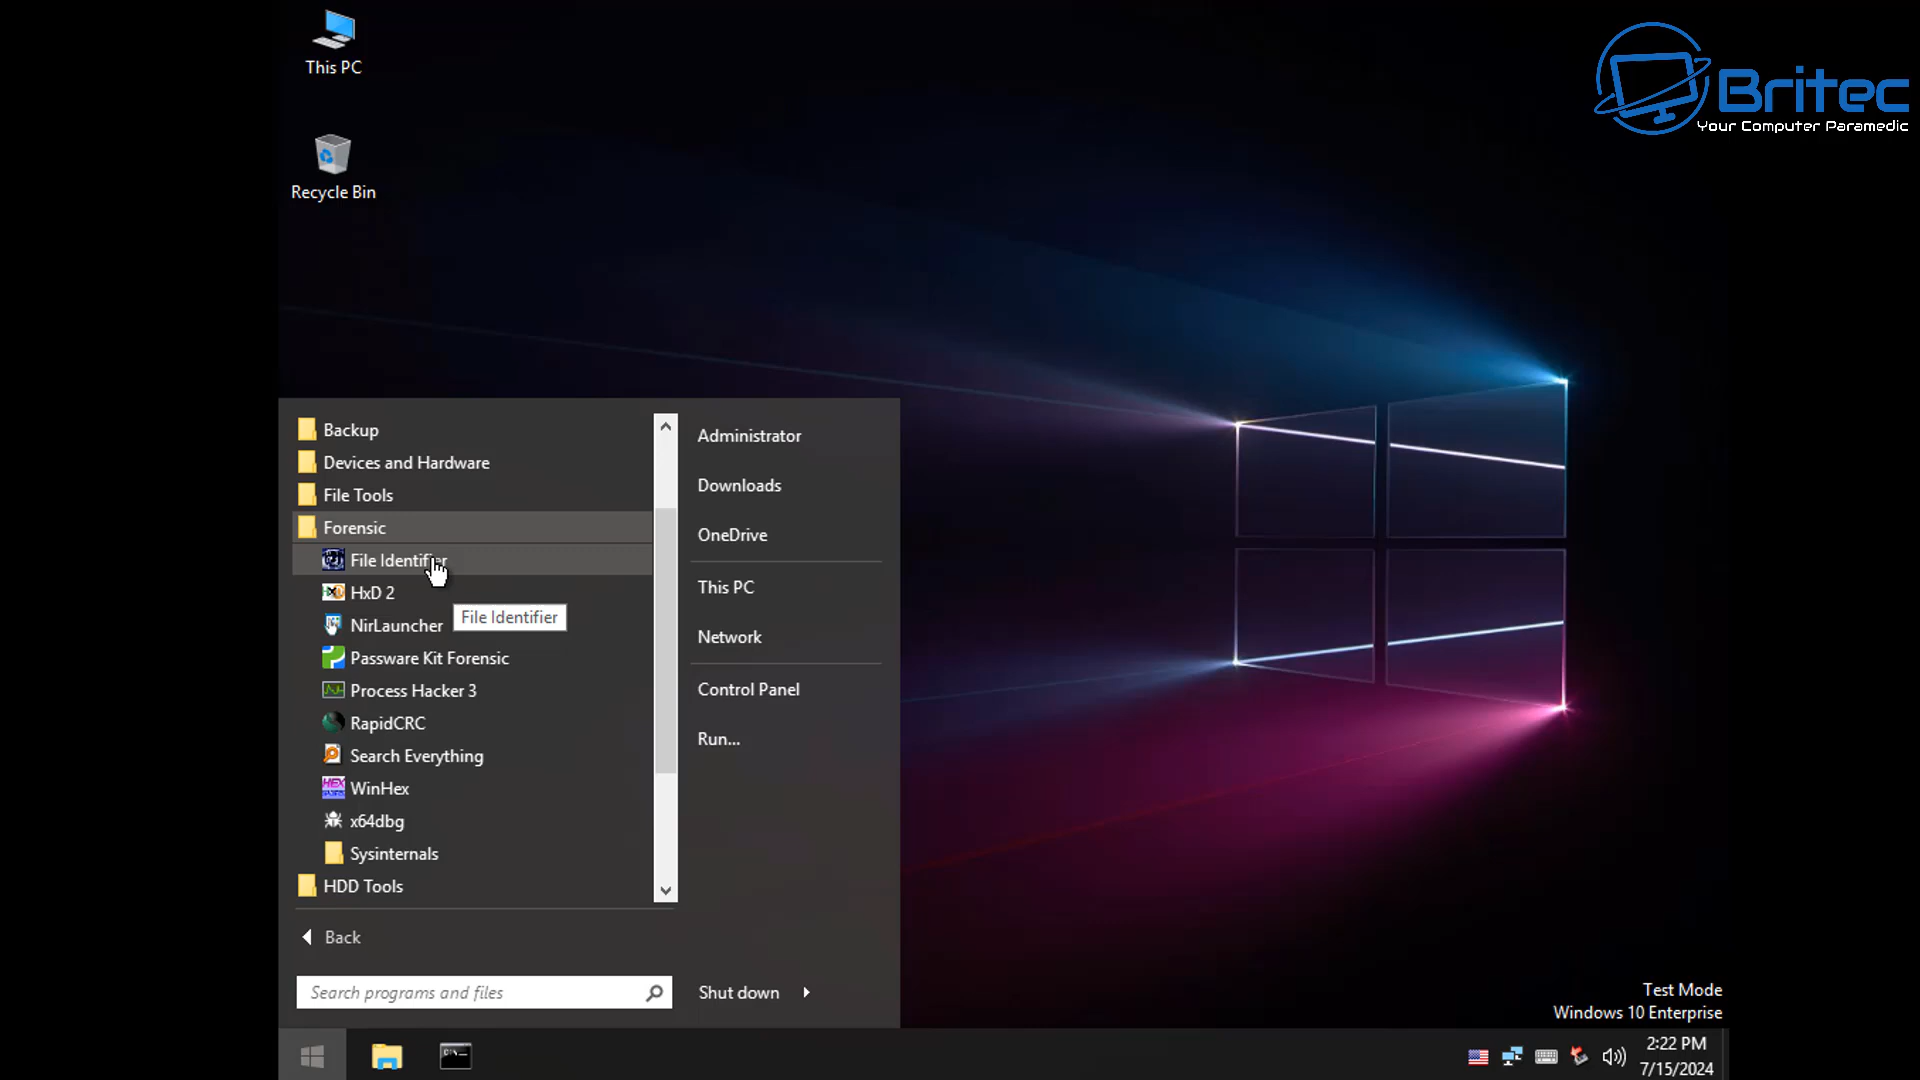 This PC
Recycle Bin
Britec
Your Computer Paramedic
Backup
Devices and Hardware
File Tools
Forensic
File Identifier
HxD 2
File Identifier
NirLauncher
Passware Kit Forensic
Process Hacker 3
RapidCRC
Search Everything
WinHex
x64dbg
Sysinternals
HDD Tools
Back
Search programs and files
Administrator
Downloads
OneDrive
This PC
Network
Control Panel
Run...
Shut down
Test Mode
Windows 10 Enterprise
2:22 PM
7/15/2024